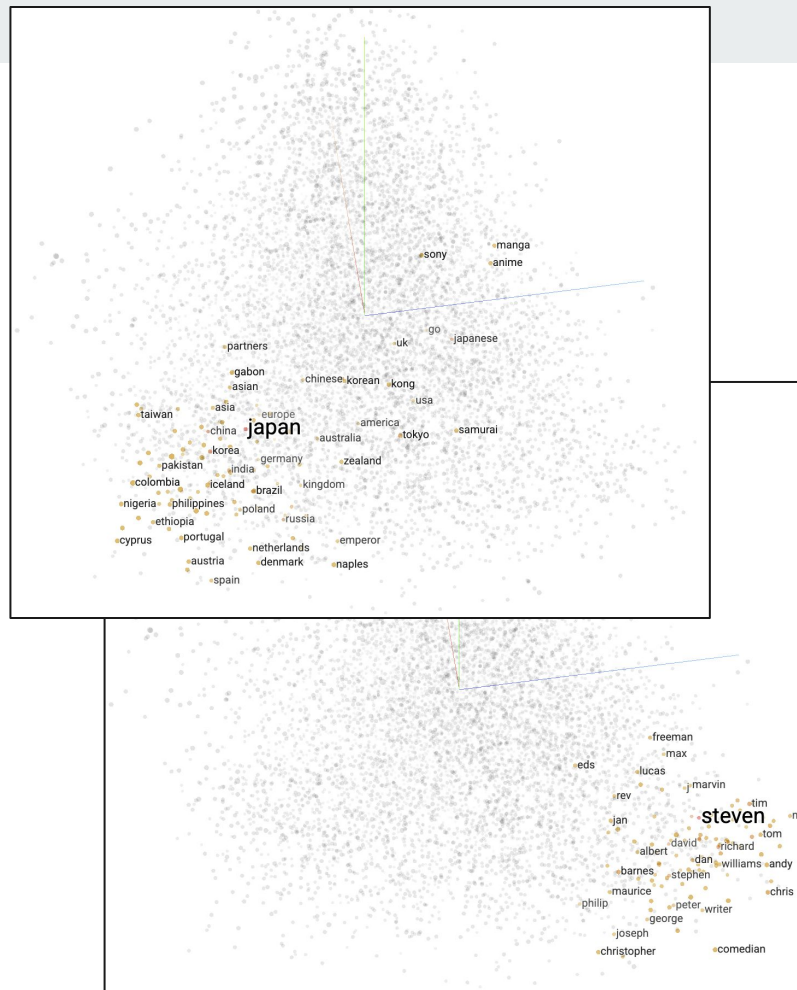 manga
sony
anime
go
japanese
uk
partners
gabon
chinese
korean
kong
asian
usa
asia
taiwan
europe
america
japan
samurai
china
tokyo
australia
korea
germany
zealand
pakistan
india
colombia
iceland
kingdom
brazil
nigeria
philippines
poland
russia
ethiopia
portugal
cyprus
emperor
netherlands
austria
denmark
naples
spain
freeman
max
eds
lucas
j
marvin
rev
tim
steven
n
jan
tom
david
richard
albert
dan
williams
andy
barnes
stephen
maurice
chris
philip
peter
writer
george
joseph
comedian
christopher